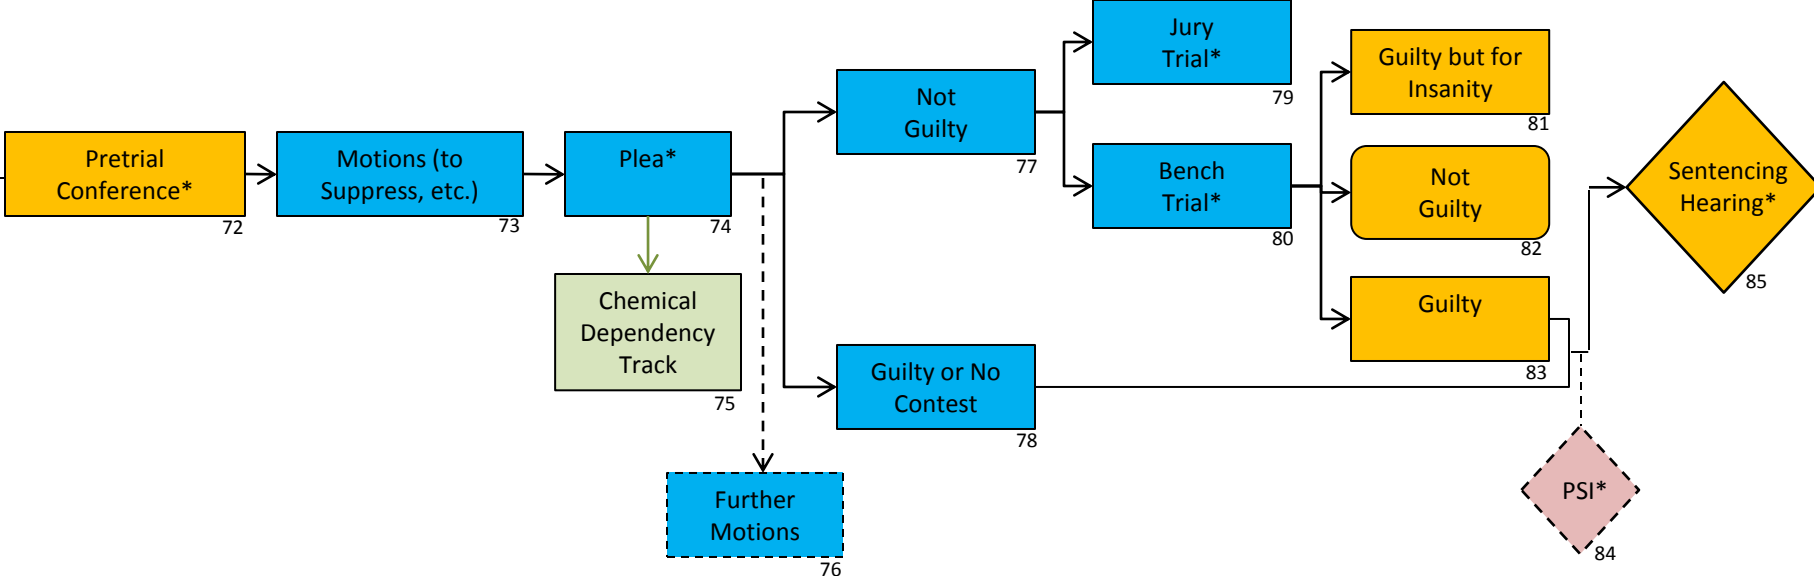 Pretrial
Conference*
72
Motions (to
Suppress, etc.)
73
Plea*
74
Chemical
Dependency
Track
75
Further
Motions
76
Not
Guilty
77
Guilty or No
Contest
78
Jury
Trial*
79
Bench
Trial*
80
Guilty but for
Insanity
81
Not
Guilty
82
Guilty
83
PSI*
84
Sentencing
Hearing*
85